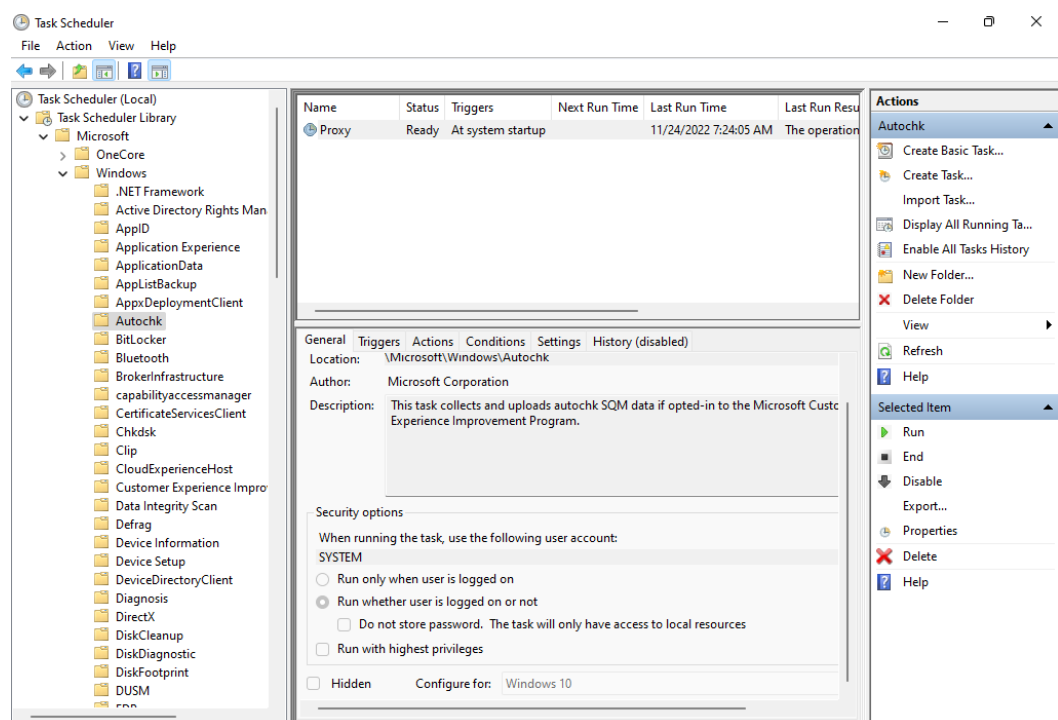 Task Scheduler
File Action View Help
Task Scheduler (Local)
Task Scheduler Library
Microsoft
OneCore
Windows
.NET Framework
Active Directory Rights Man
AppID
Application Experience
ApplicationData
AppListBackup
AppxDeploymentClient
Autochk
BitLocker
Bluetooth
BrokerInfrastructure
capabilityaccessmanager
CertificateServicesClient
Chkdsk
Clip
CloudExperienceHost
Customer Experience Impro
Data Integrity Scan
Defrag
Device Information
Device Setup
DeviceDirectoryClient
Diagnosis
DirectX
DiskCleanup
DiskDiagnostic
DiskFootprint
DUSM
Name Status Triggers Next Run Time Last Run Time Last Run Resu
Proxy Ready At system startup 11/24/2022 7:24:05 AM The operation
General Triggers Actions Conditions Settings History (disabled)
Location: \Microsoft\Windows\Autochk
Author: Microsoft Corporation
Description: This task collects and uploads autochk SQM data if opted-in to the Microsoft Custo
Experience Improvement Program.
Security options
When running the task, use the following user account:
SYSTEM
Run only when user is logged on
Run whether user is logged on or not
Do not store password. The task will only have access to local resources
Run with highest privileges
Hidden Configure for: Windows 10
Actions
Autochk
Create Basic Task...
Create Task...
Import Task...
Display All Running Ta...
Enable All Tasks History
New Folder...
Delete Folder
View
Refresh
Help
Selected Item
Run
End
Disable
Export...
Properties
Delete
Help